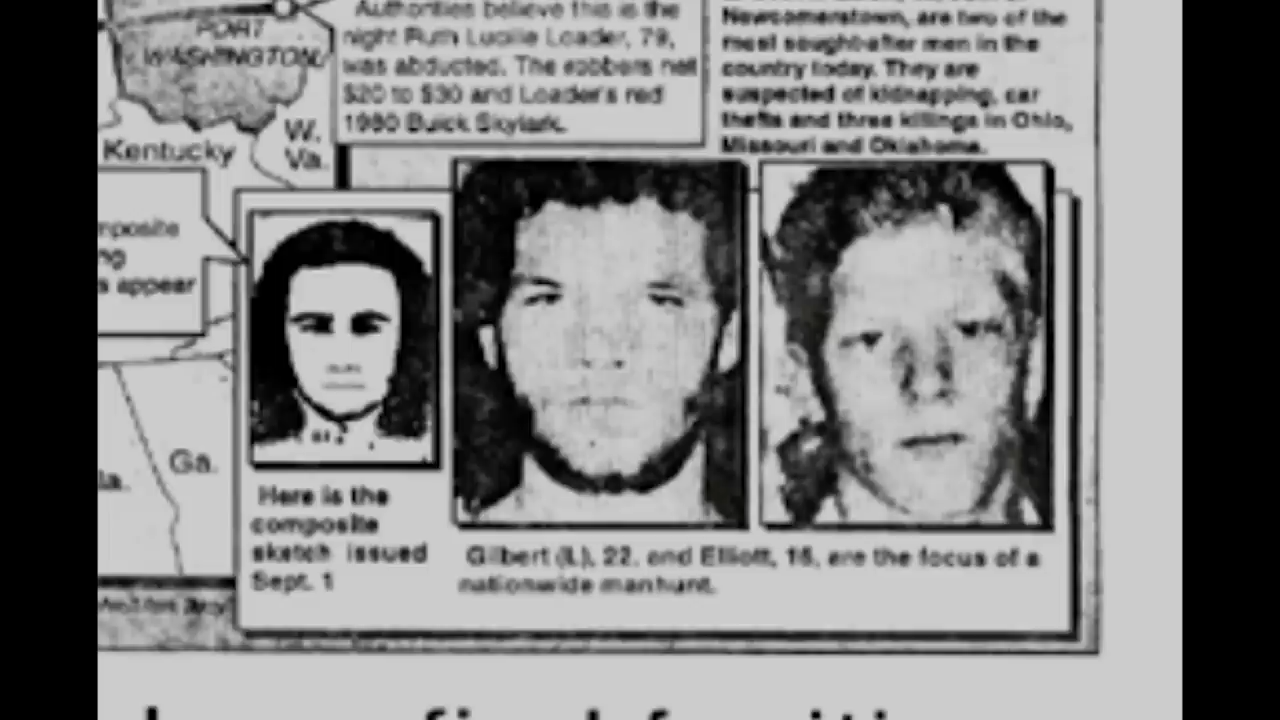 PORT
WASHINGTON
Kentucky
W.
Va.
Authorities believe this is the
night Ruth Lucille Loader, 79,
was abducted. The robbers net
$20 to $30 and Loader's red
1980 Buick Skylark.
Newcomerstown, are two of the
most sought-after men in the
country today. They are
suspected of kidnapping, car
thefts and three killings in Ohio,
Missouri and Oklahoma.
mposite
ng
s appear
Ga.
la.
Here is the
composite
sketch issued
Sept. 1
Gilbert (L), 22, and Elliott, 16, are the focus of a
nationwide manhunt.